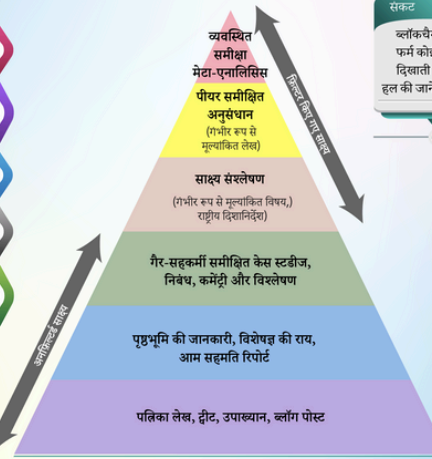 व्यवस्थित
समीक्षा
मेटा-एनालिसिस
पीयर समीक्षित
अनुसंधान
(गंभीर रूप से
मूल्यांकित लेख)
साक्ष्य संश्लेषण
(गंभीर रूप से मूल्यांकित विषय,)
राष्ट्रीय दिशानिर्देश)
गैर-सहकर्मी समीक्षित केस स्टडीज,
निबंध, कमेंट्री और विश्लेषण
पृष्ठभूमि की जानकारी, विशेषज्ञ की राय,
आम सहमति रिपोर्ट
पत्रिका लेख, ट्वीट, उपाख्यान, ब्लॉग पोस्ट
फ़िल्टर किए गए साक्ष्य
अनफ़िल्टर्ड साक्ष्य
संकट
फर्म
दिखाती
हल की